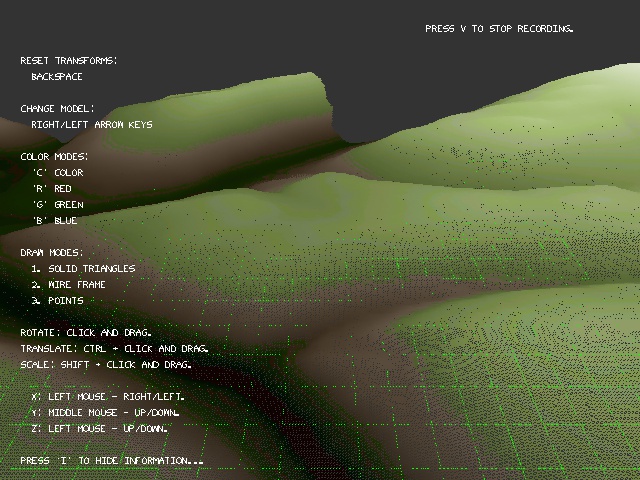 PRESS V TO STOP RECORDING.
RESET TRANSFORMS:
BACKSPACE
CHANGE MODEL:
RIGHT/LEFT ARROW KEYS
COLOR MODES:
'C' COLOR
'R' RED
'G' GREEN
'B' BLUE
DRAW MODES:
1. SOLID TRIANGLES
2. WIRE FRAME
3. POINTS
ROTATE: CLICK AND DRAG.
TRANSLATE: CTRL + CLICK AND DRAG.
SCALE: SHIFT + CLICK AND DRAG.
X: LEFT MOUSE - RIGHT/LEFT.
Y: MIDDLE MOUSE - UP/DOWN.
Z: LEFT MOUSE - UP/DOWN.
PRESS 'I' TO HIDE INFORMATION...